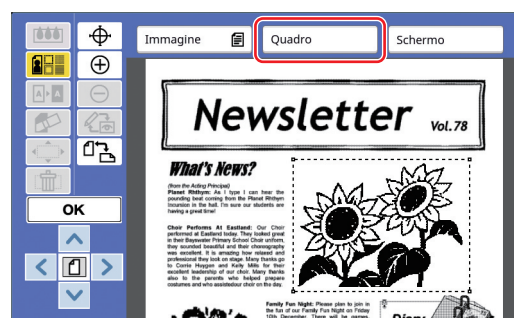 Immagine
Quadro
Schermo
A
A
OK
Newsletter
Vol. 78
What's News?
(from the Acting Principal)
Planet Rhthym: As I type I can hear the
pounding beat coming from the Planet Rhthym
Incursion in the hall. I'm sure our students are
having a great time!
Choir Performs At Eastland: Our Choir
performed at Eastland today. They looked great
in their Bayswater Primary School Choir uniform,
they sounded beautiful and their choreography
was excellent. It is amazing how relaxed and
professional they look on stage. Many thanks go
to Corrie Huygen and Kelly Mills for their
excellent leadership of our choir. Many thanks
also to the parents who helped prepare
costumes and who assistedour choir on the day.
Family Fun Night: Please plan to join in
the fun of our Family Fun Night on Friday
10th December. There will be games,
Diary